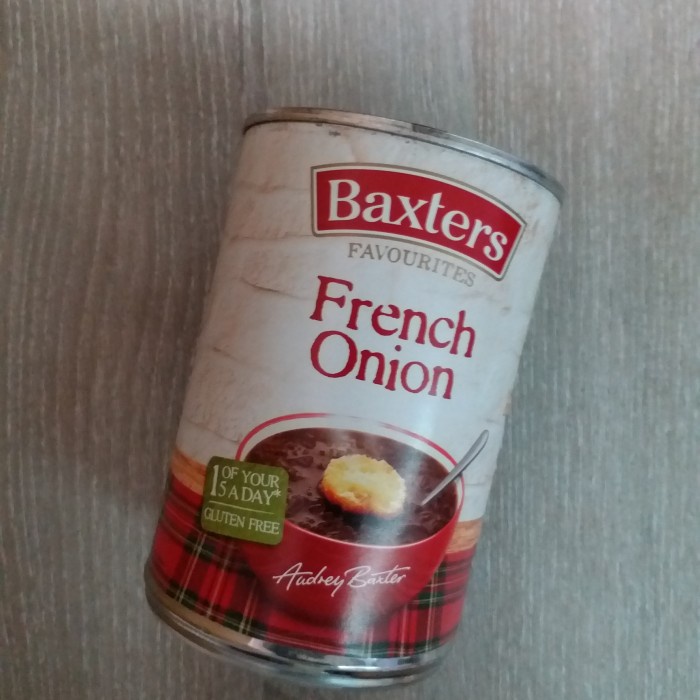 Baxters
FAVOURITES
French
Onion
1 OF YOUR
5 A DAY*
GLUTEN FREE
Audrey Baxter